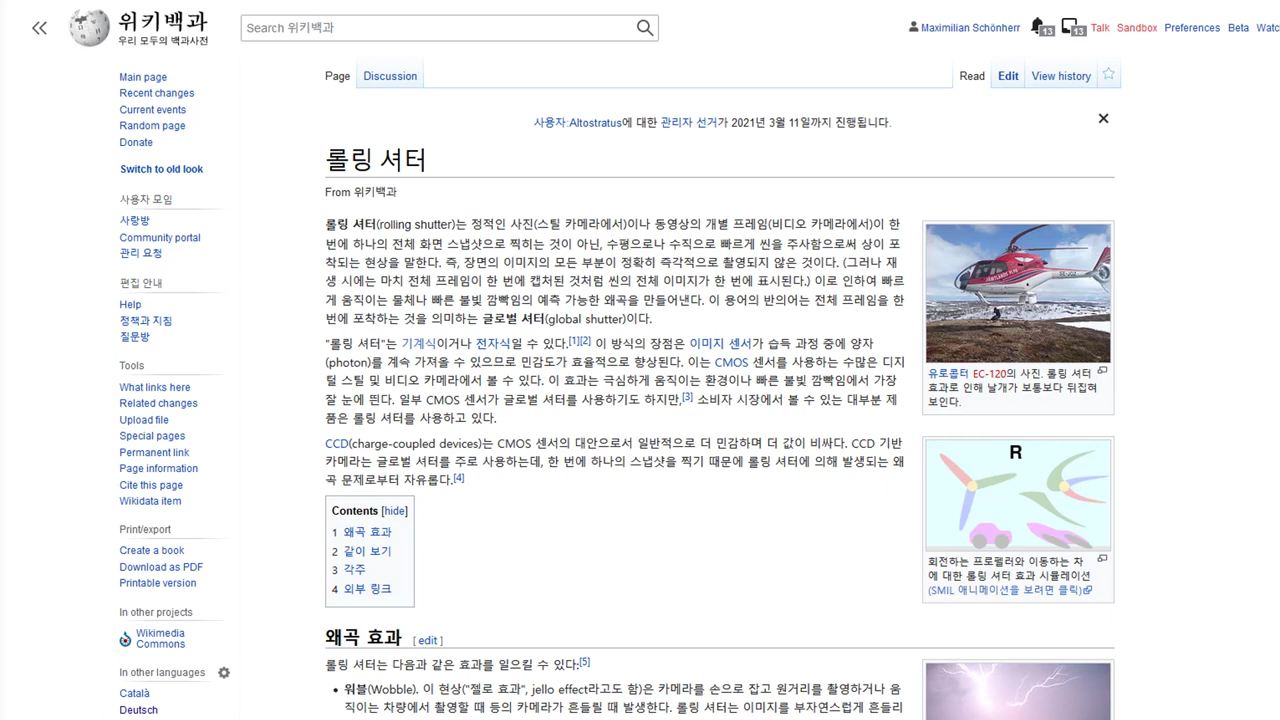 위키백과
우리 모두의 백과사전
Search 위키백과
13
13
Maximilian Schönherr
Talk
Sandbox
Preferences
Beta
Watc
Main page
Recent changes
Current events
Random page
Donate
Switch to old look
사용자 모임
사랑방
Community portal
관리 요청
편집 안내
Help
정책과 지침
질문방
Tools
What links here
Related changes
Upload file
Special pages
Permanent link
Page information
Cite this page
Wikidata item
Print/export
Create a book
Download as PDF
Printable version
In other projects
Wikimedia
Commons
In other languages
Català
Deutsch
Page
Discussion
Read
Edit
View history
사용자:Altostratus에 대한 관리자 선거가 2021년 3월 11일까지 진행됩니다.
롤링 셔터
From 위키백과
롤링 셔터(rolling shutter)는 정적인 사진(스틸 카메라에서)이나 동영상의 개별 프레임(비디오 카메라에서)이 한
번에 하나의 전체 화면 스냅샷으로 찍히는 것이 아닌, 수평으로나 수직으로 빠르게 씬을 주사함으로써 상이 포
착되는 현상을 말한다. 즉, 장면의 이미지의 모든 부분이 정확히 즉각적으로 촬영되지 않은 것이다. (그러나 재
생 시에는 마치 전체 프레임이 한 번에 캡처된 것처럼 씬의 전체 이미지가 한 번에 표시된다.) 이로 인하여 빠르
게 움직이는 물체나 빠른 불빛 깜빡임의 예측 가능한 왜곡을 만들어낸다. 이 용어의 반의어는 전체 프레임을 한
번에 포착하는 것을 의미하는 글로벌 셔터(global shutter)이다.
"롤링 셔터"는 기계식이거나 전자식일 수 있다.[1][2] 이 방식의 장점은 이미지 센서가 습득 과정 중에 양자
(photon)를 계속 가져올 수 있으므로 민감도가 효율적으로 향상된다. 이는 CMOS 센서를 사용하는 수많은 디지
털 스틸 및 비디오 카메라에서 볼 수 있다. 이 효과는 극심하게 움직이는 환경이나 빠른 불빛 깜빡임에서 가장
잘 눈에 띈다. 일부 CMOS 센서가 글로벌 셔터를 사용하기도 하지만,[3] 소비자 시장에서 볼 수 있는 대부분 제
품은 롤링 셔터를 사용하고 있다.
CCD(charge-coupled devices)는 CMOS 센서의 대안으로서 일반적으로 더 민감하며 더 값이 비싸다. CCD 기반
카메라는 글로벌 셔터를 주로 사용하는데, 한 번에 하나의 스냅샷을 찍기 때문에 롤링 셔터에 의해 발생되는 왜
곡 문제로부터 자유롭다.[4]
Contents [hide]
1 왜곡 효과
2 같이 보기
3 각주
4 외부 링크
왜곡 효과 [ edit ]
롤링 셔터는 다음과 같은 효과를 일으킬 수 있다:[5]
• 워블(Wobble). 이 현상("젤로 효과", jello effect라고도 함)은 카메라를 손으로 잡고 원거리를 촬영하거나 움
직이는 차량에서 촬영할 때 등의 카메라가 흔들릴 때 발생한다. 롤링 셔터는 이미지를 부자연스럽게 흔들리
유로콥터 EC-120의 사진. 롤링 셔터
효과로 인해 날개가 보통보다 뒤집혀
보인다.
R
회전하는 프로펠러와 이동하는 차
에 대한 롤링 셔터 효과 시뮬레이션
(SMIL 애니메이션을 보려면 클릭)